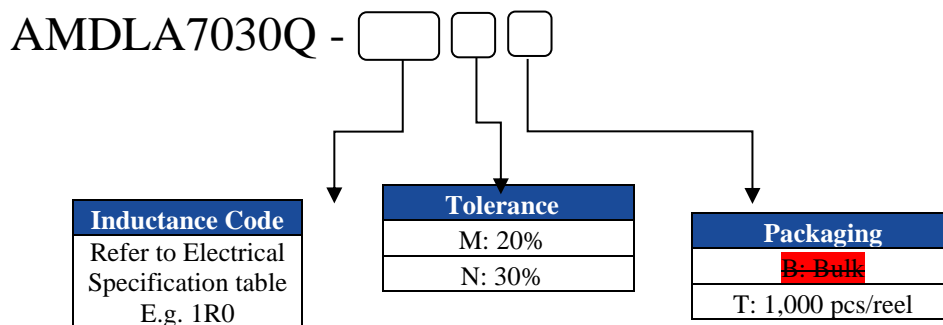 AMDLA7030Q -
Inductance Code
Refer to Electrical
Specification table
E.g. 1R0
Tolerance
M: 20%
N: 30%
Packaging
B: Bulk
T: 1,000 pcs/reel